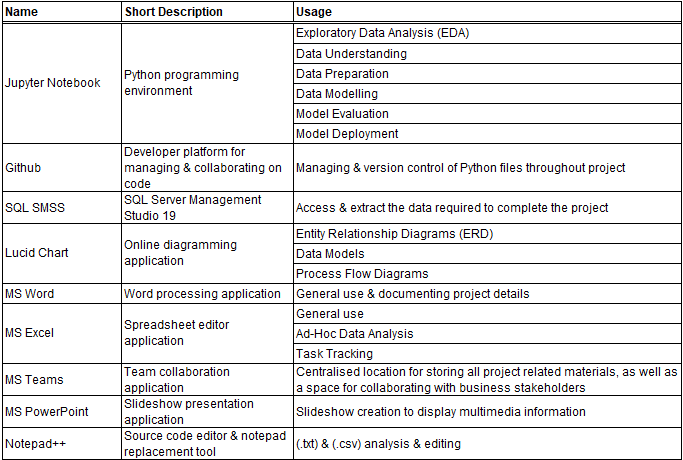 Name Short Description Usage
Jupyter Notebook
Python programming
environment
Exploratory Data Analysis (EDA)
Data Understanding
Data Preparation
Data Modelling
Model Evaluation
Model Deployment
Github
Developer platform for
managing & collaborating on
code
Managing & version control of Python files throughout project
SQL SMSS
SQL Server Management
Studio 19
Access & extract the data required to complete the project
Lucid Chart
Online diagramming
application
Entity Relationship Diagrams (ERD)
Data Models
Process Flow Diagrams
MS Word
Word processing application
General use & documenting project details
MS Excel
Spreadsheet editor
application
General use
Ad-Hoc Data Analysis
Task Tracking
MS Teams
Team collaboration
application
Centralised location for storing all project related materials, as well as
a space for collaborating with business stakeholders
MS PowerPoint
Slideshow presentation
application
Slideshow creation to display multimedia information
Notepad++
Source code editor & notepad
replacement tool
(.txt) & (.csv) analysis & editing